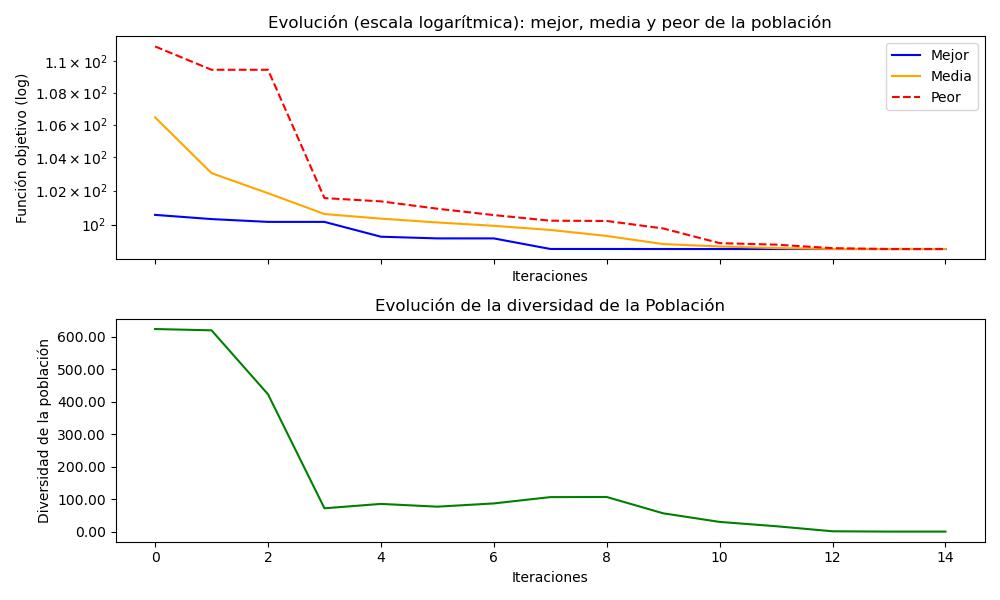 Evolución (escala logarítmica): mejor, media y peor de la población
Función objetivo (log)
1.1 × 10²
1.08 × 10²
1.06 × 10²
1.04 × 10²
1.02 × 10²
10²
Mejor
Media
Peor
Iteraciones
Evolución de la diversidad de la Población
Diversidad de la población
600.00
500.00
400.00
300.00
200.00
100.00
0.00
0 2 4 6 8 10 12 14
Iteraciones